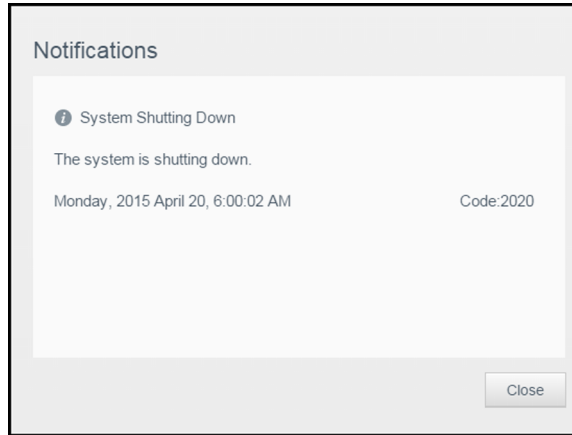 Notifications
System Shutting Down
The system is shutting down.
Monday, 2015 April 20, 6:00:02 AM Code:2020
Close